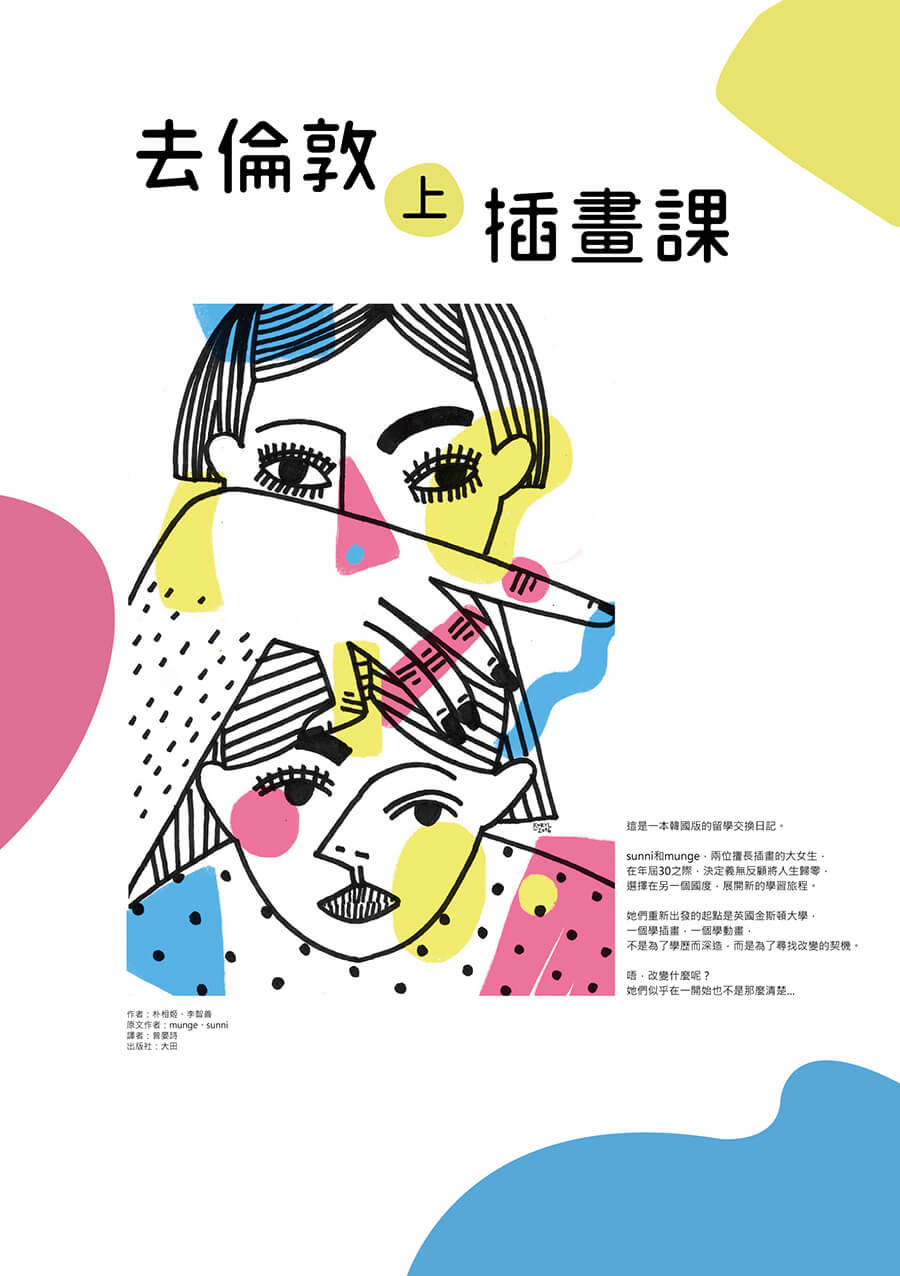 去倫敦
上
插畫課
這是一本韓國版的留學交換日記。
sunni和munge，兩位擅長插畫的大女生，
在年屆30之際，決定義無反顧將人生歸零，
選擇在另一個國度，展開新的學習旅程。
她們重新出發的起點是英國金斯頓大學，
一個學插畫，一個學動畫，
不是為了學歷而深造，而是為了尋找改變的契機。
唔，改變什麼呢？
她們似乎在一開始也不是那麼清楚...
作者：朴相姬、李智善
原文作者：munge、sunni
譯者：曾晏詩
出版社：大田
2016